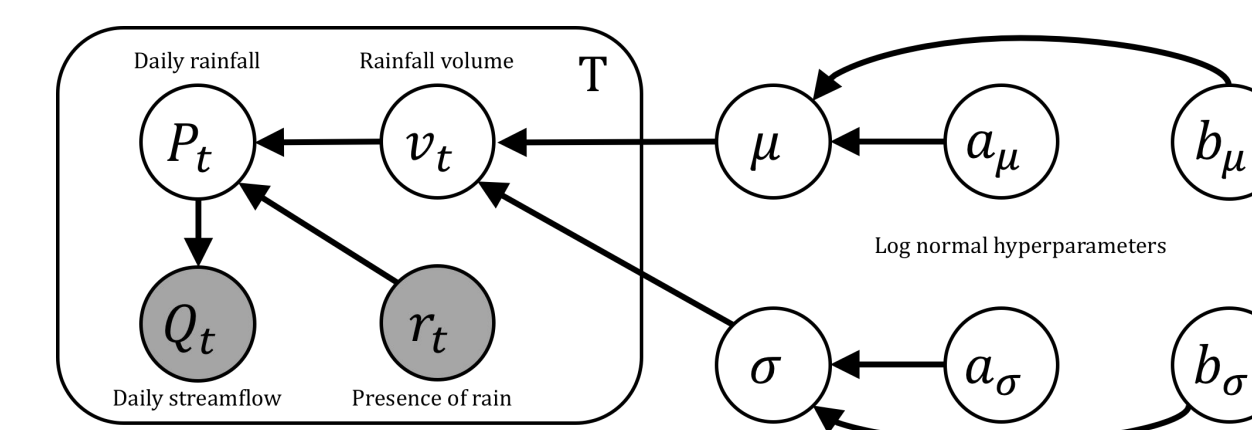 Daily rainfall
Rainfall volume
T
P_t
v_t
μ
a_μ
b_μ
Log normal hyperparameters
Q_t
r_t
σ
a_σ
b_σ
Daily streamflow
Presence of rain